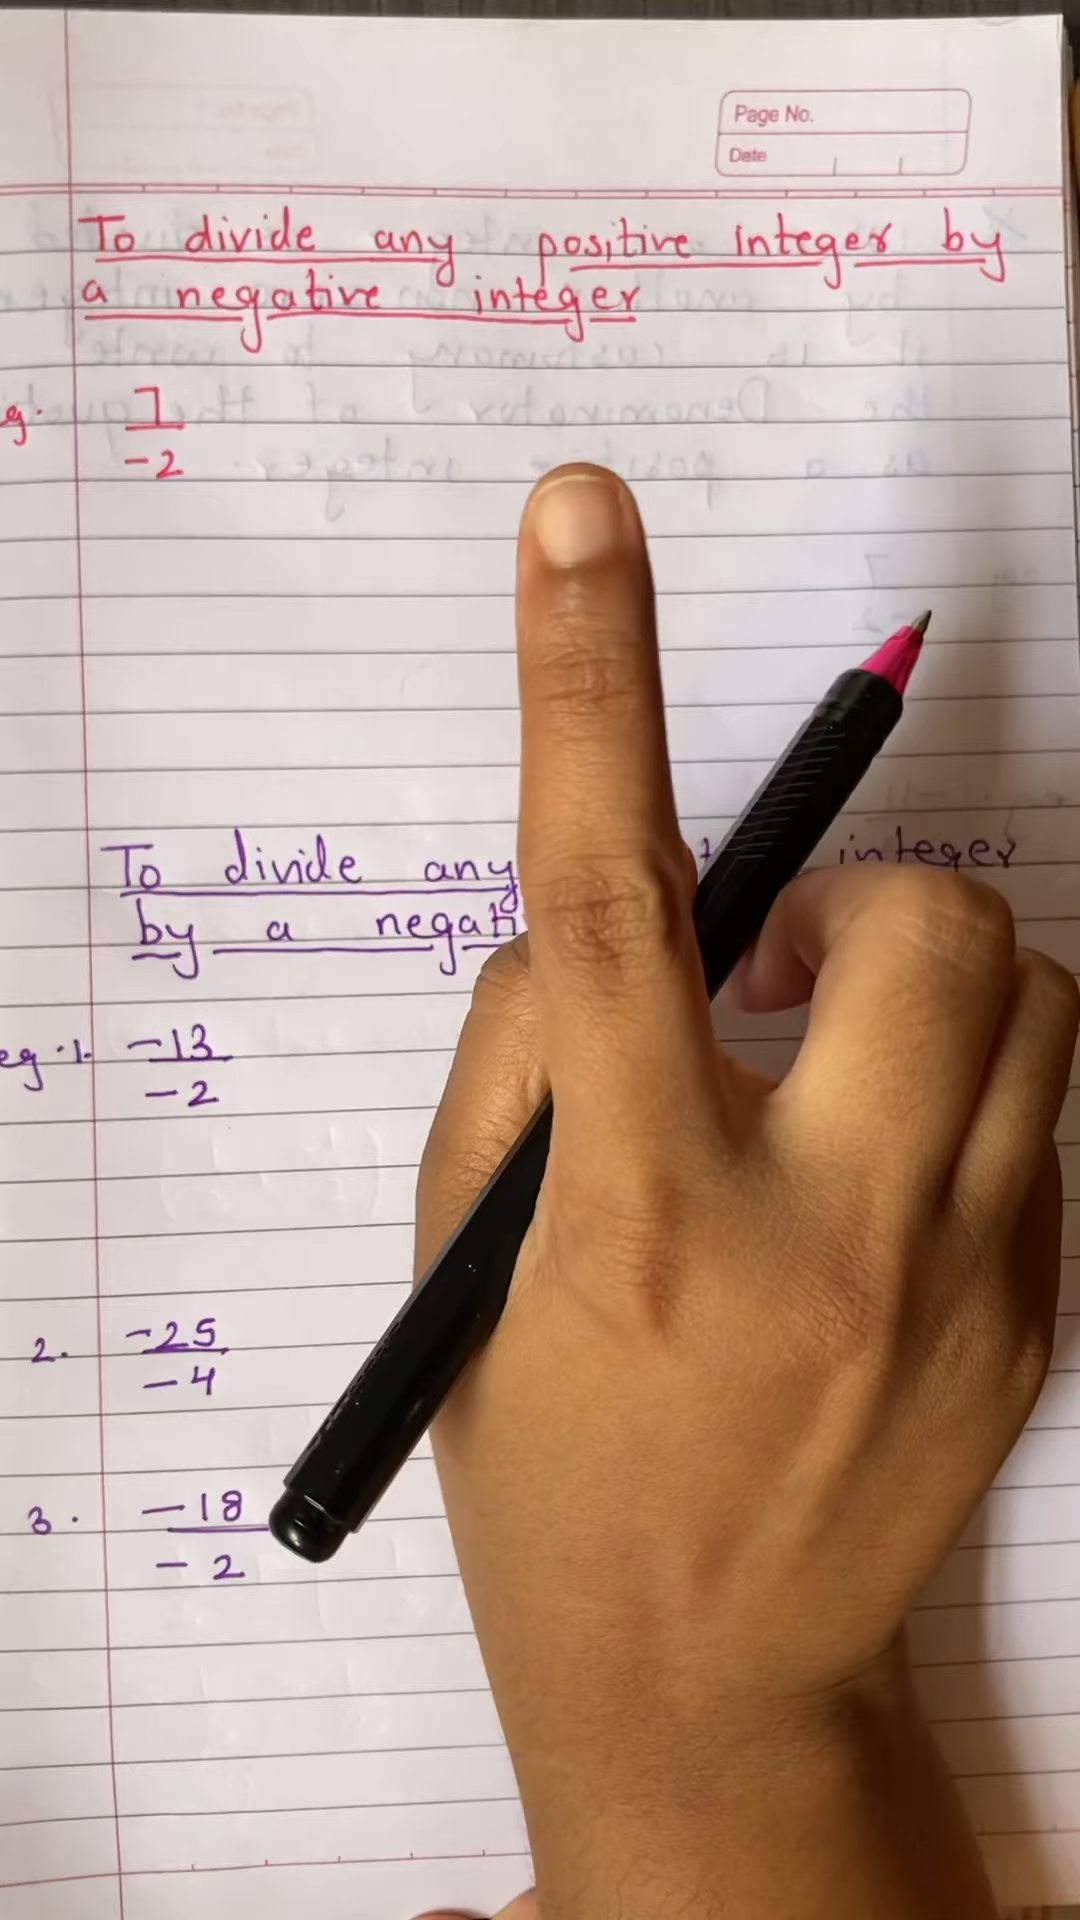 Page No.
Date
To divide any positive integer by
a negative integer
7
-2
To divide any integer
by a
eg.1. -13
-2
2. -25
-4
3. -18
-2